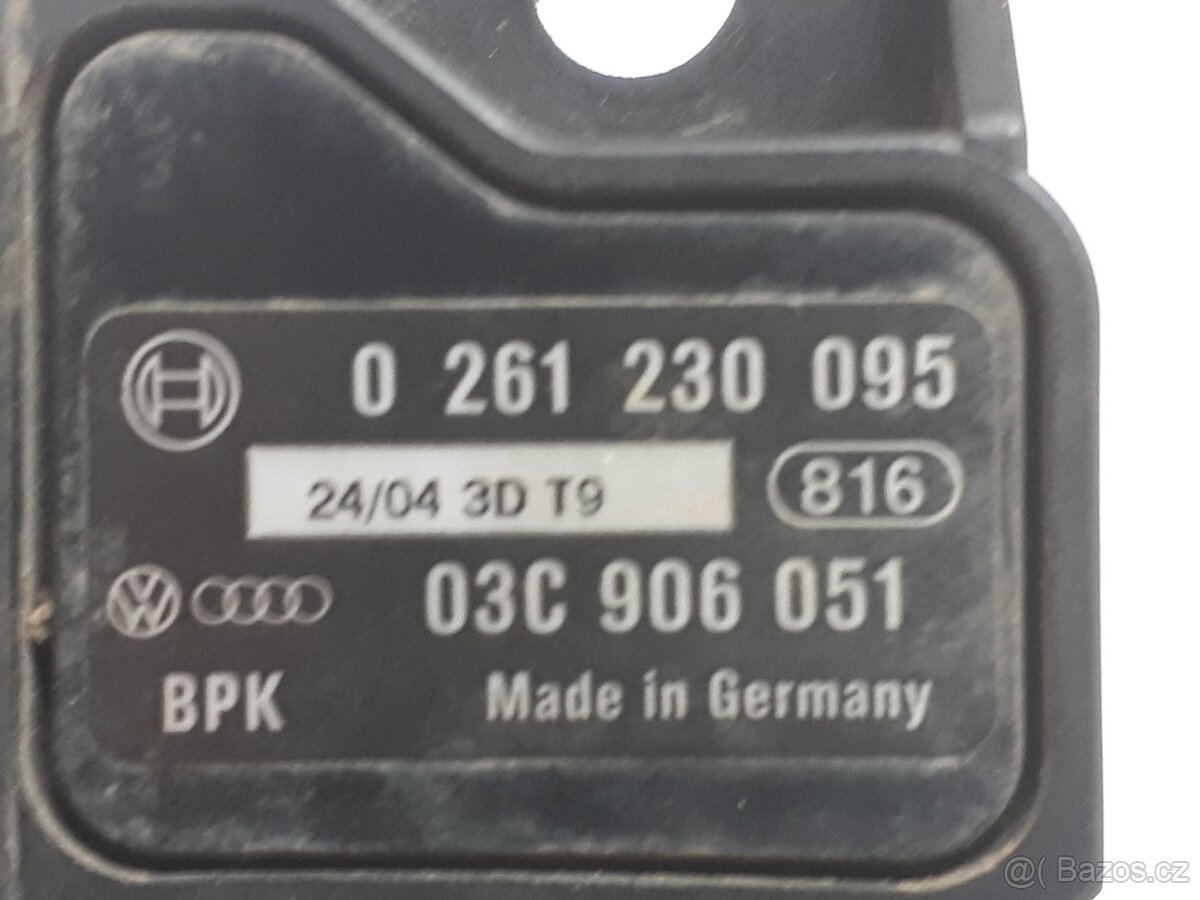 0 261 230 095
24/04 3D T9
816
03C 906 051
BPK
Made in Germany
@( Bazos.cz